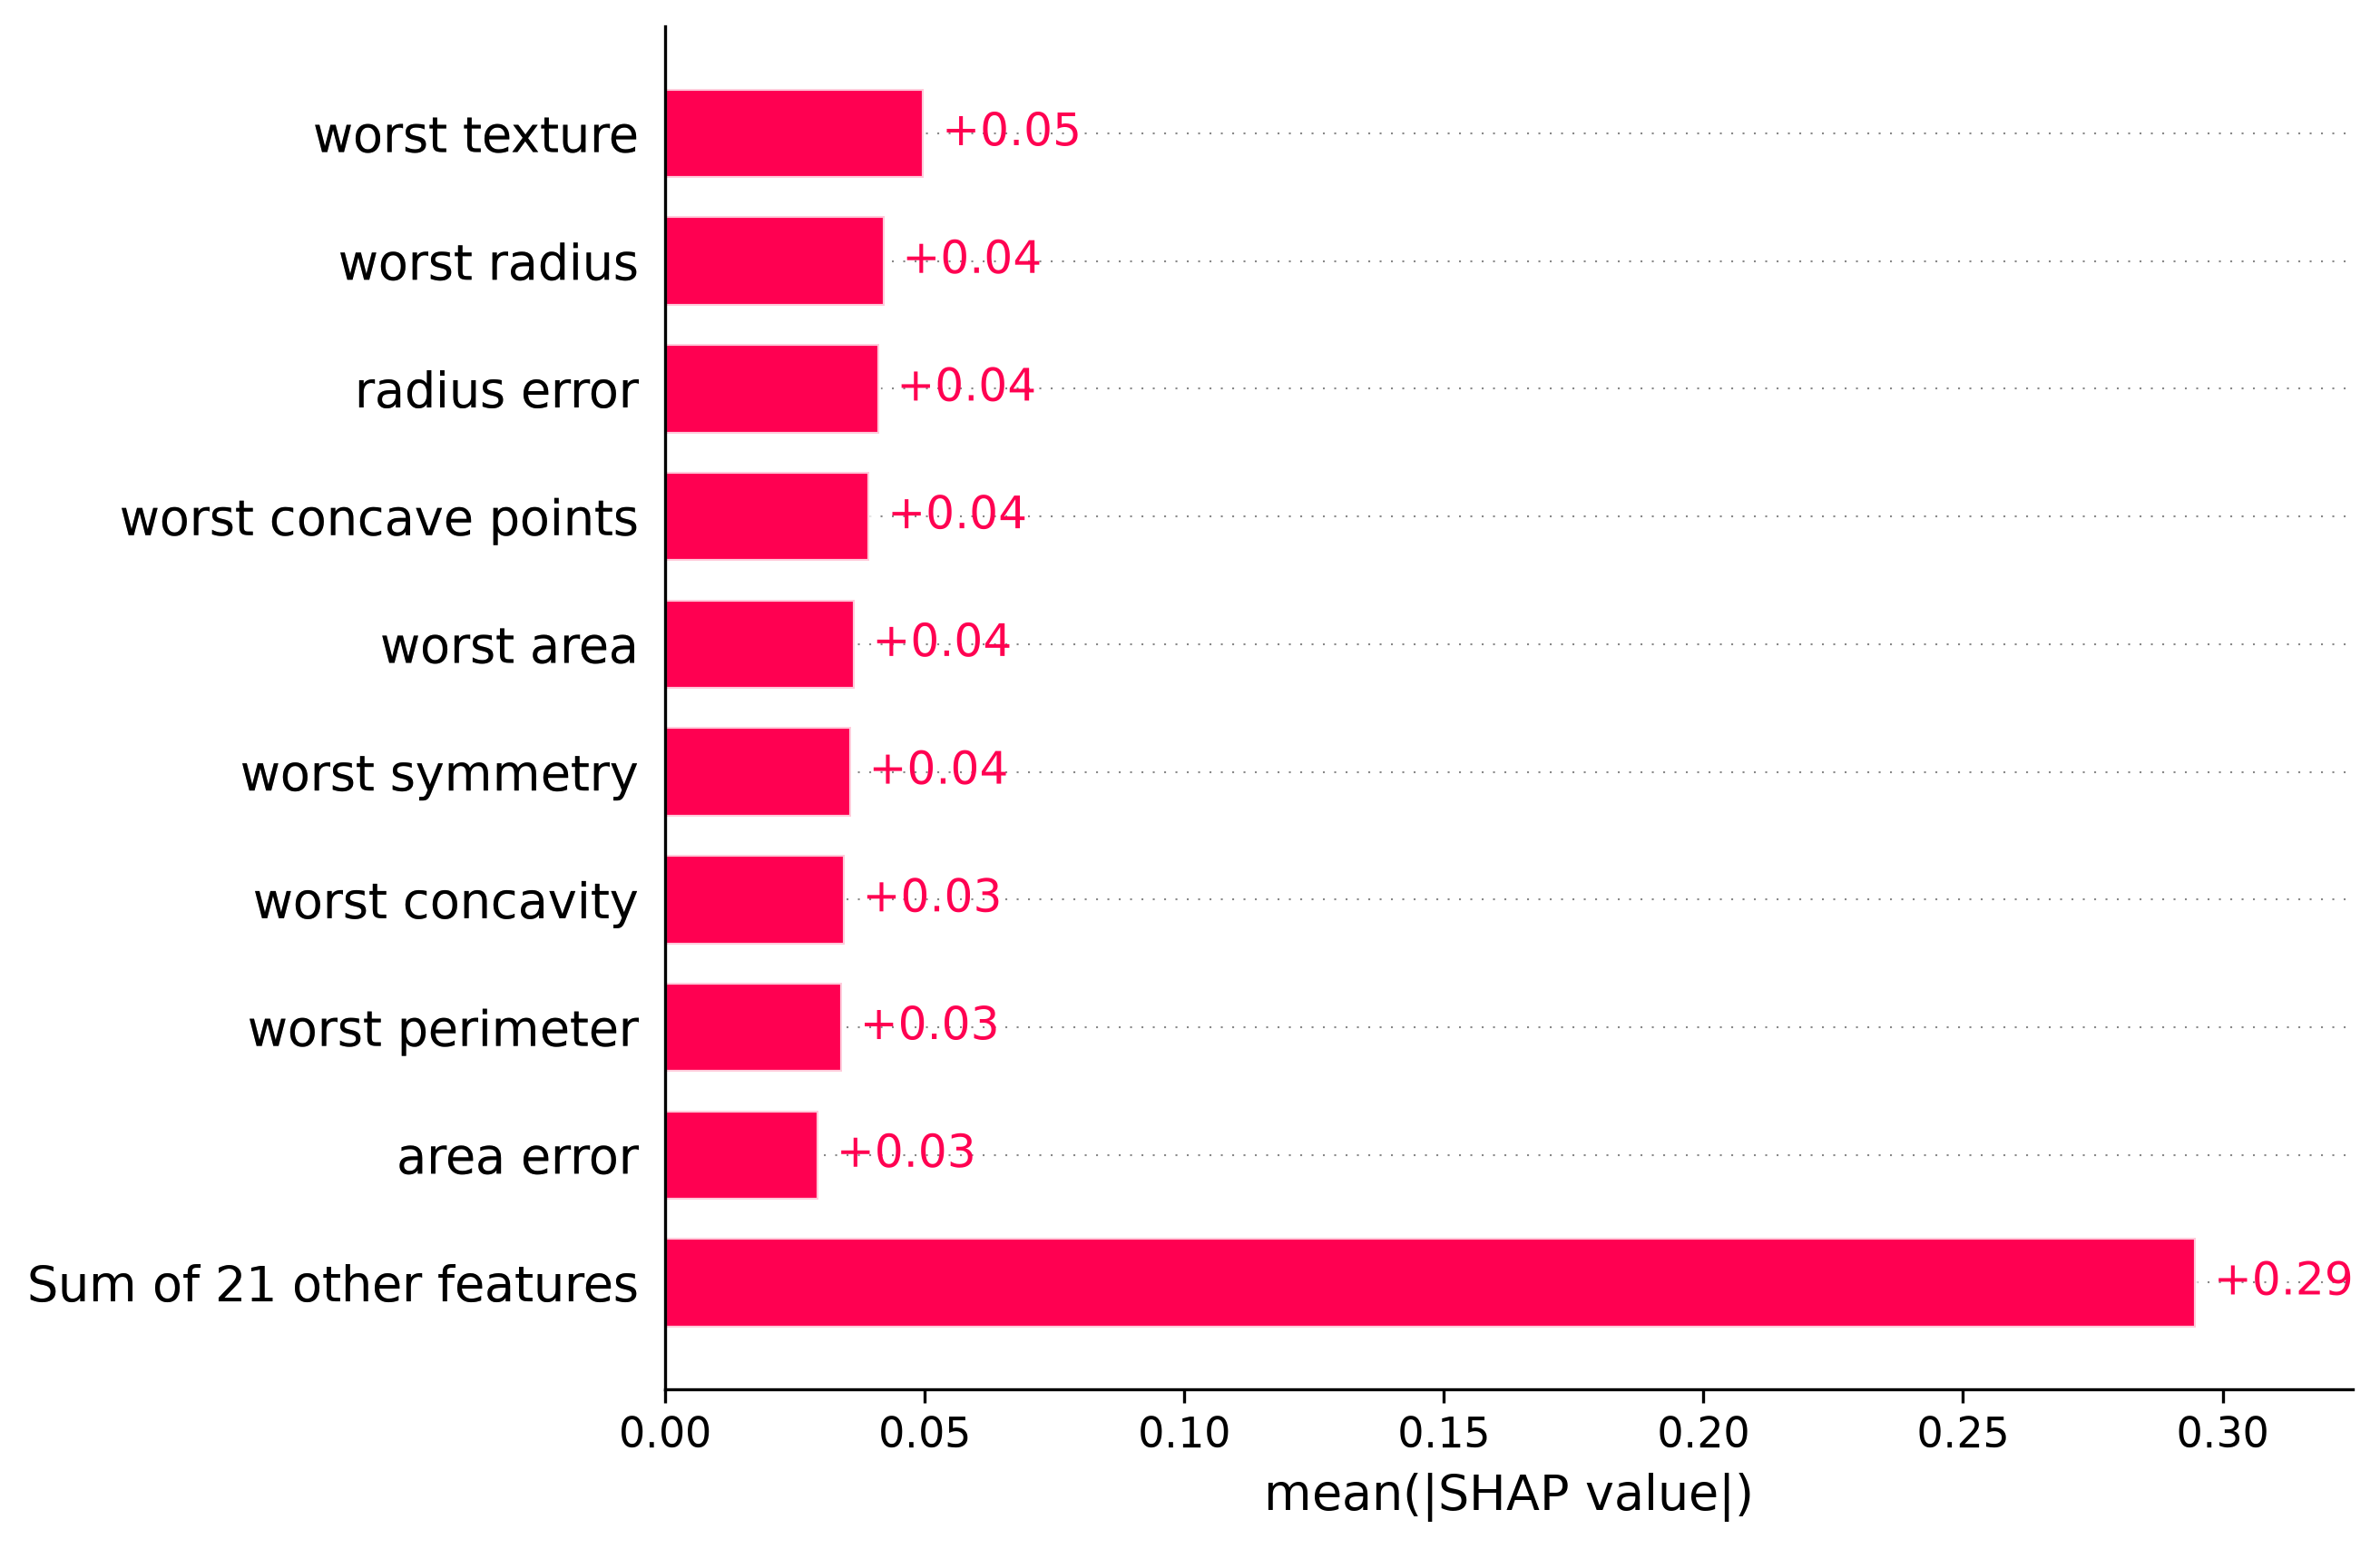 worst texture +0.05
worst radius +0.04
radius error +0.04
worst concave points +0.04
worst area +0.04
worst symmetry +0.04
worst concavity +0.03
worst perimeter +0.03
area error +0.03
Sum of 21 other features +0.29
0.00 0.05 0.10 0.15 0.20 0.25 0.30
mean(|SHAP value|)